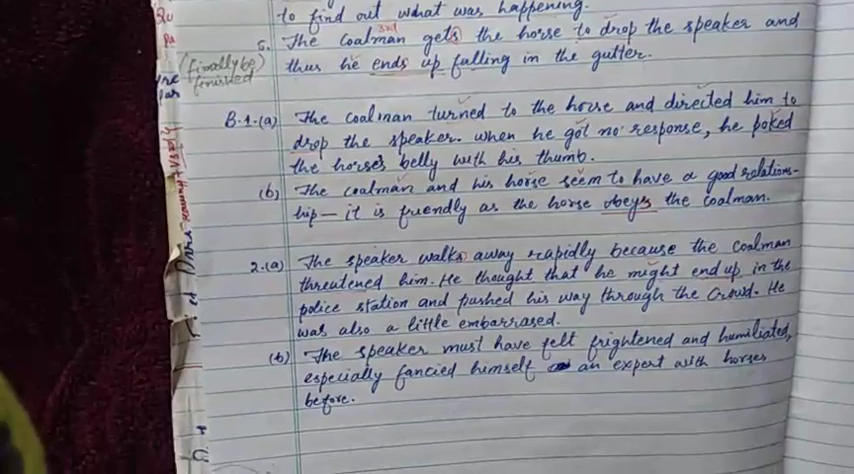 to find out what was happening.
5. The coalman gets the horse to drop the speaker and
thus he ends up falling in the gutter.
(finally be
finished)
B.1.(a) The coalman turned to the horse and directed him to
drop the speaker. when he got no response, he poked
the horse's belly with his thumb.
(b) The coalman and his horse seem to have a good relation-
hip— it is friendly as the horse obeys the coalman.
2.(a) The speaker walks away rapidly because the coalman
threatened him. He thought that he might end up in the
police station and pushed his way through the crowd. He
was also a little embarrased.
(b) The speaker must have felt frightened and humiliated,
especially fancied himself an expert with horses
before.